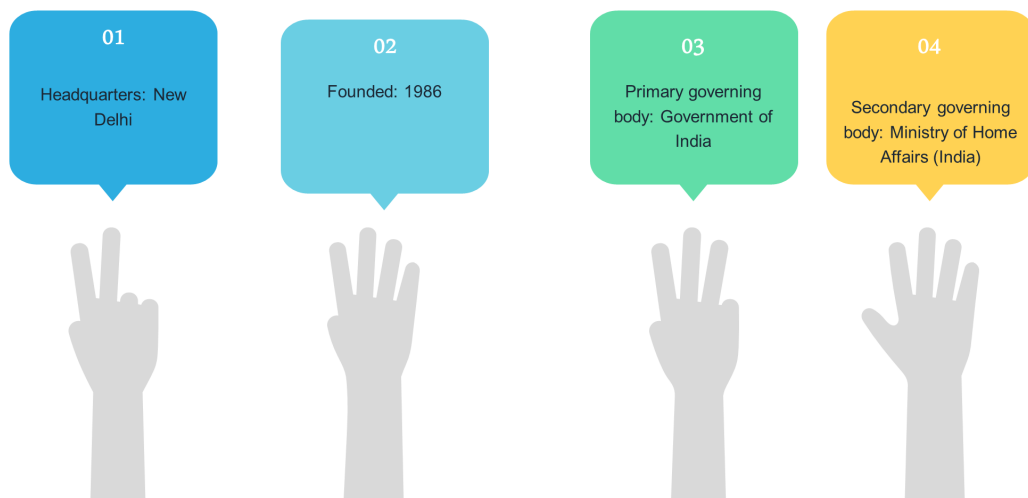 01
Headquarters: New
Delhi
02
Founded: 1986
03
Primary governing
body: Government of
India
04
Secondary governing
body: Ministry of Home
Affairs (India)